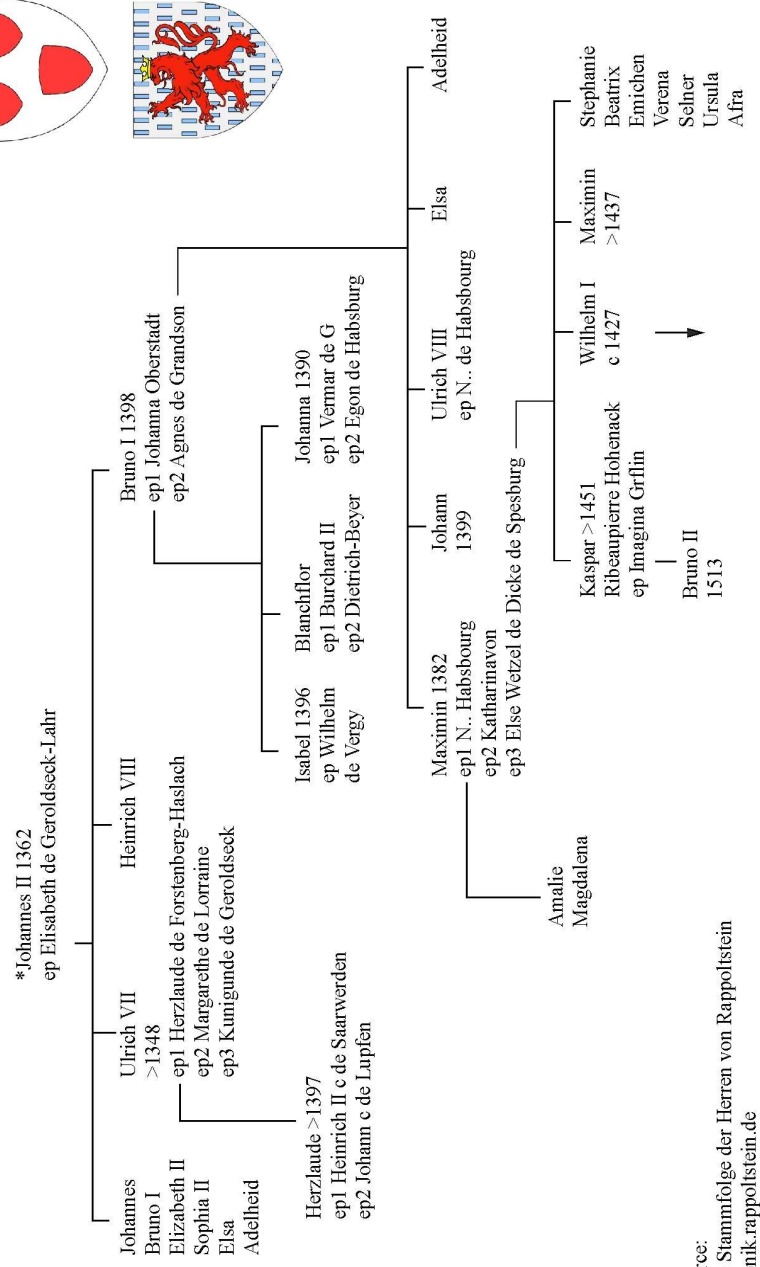 *Johannes II 1362
ep Elisabeth de Geroldseck-Lahr
Johannes
Bruno I
Elizabeth II
Sophia II
Elsa
Adelheid
Ulrich VII
>1348
ep1 Herzlaude de Forstenberg-Haslach
ep2 Margarethe de Lorraine
ep3 Kunigunde de Geroldseck
Heinrich VIII
Bruno I 1398
ep1 Johanna Oberstadt
ep2 Agnes de Grandson
Herzlaude >1397
ep1 Heinrich II c de Saarwerden
ep2 Johann c de Lupfen
Isabel 1396
ep Wilhelm
de Vergy
Blanchflor
ep1 Burchard II
ep2 Dietrich-Beyer
Johanna 1390
ep1 Vermar de G
ep2 Egon de Habsburg
Maximin 1382
ep1 N.. Habsbourg
ep2 Katharinavon
ep3 Else Wetzel de Dicke de Spesburg
Johann
1399
Ulrich VIII
ep N.. de Habsbourg
Elsa
Adelheid
Amalie
Magdalena
Kaspar >1451
Ribeaupierre Hohenack
ep Imagina Grflin
Wilhelm I
c 1427
Maximin
>1437
Stephanie
Beatrix
Emichen
Verena
Selner
Ursula
Afra
Bruno II
1513
rce:
Stammfolge der Herren von Rappoltstein
nik.rappoltstein.de